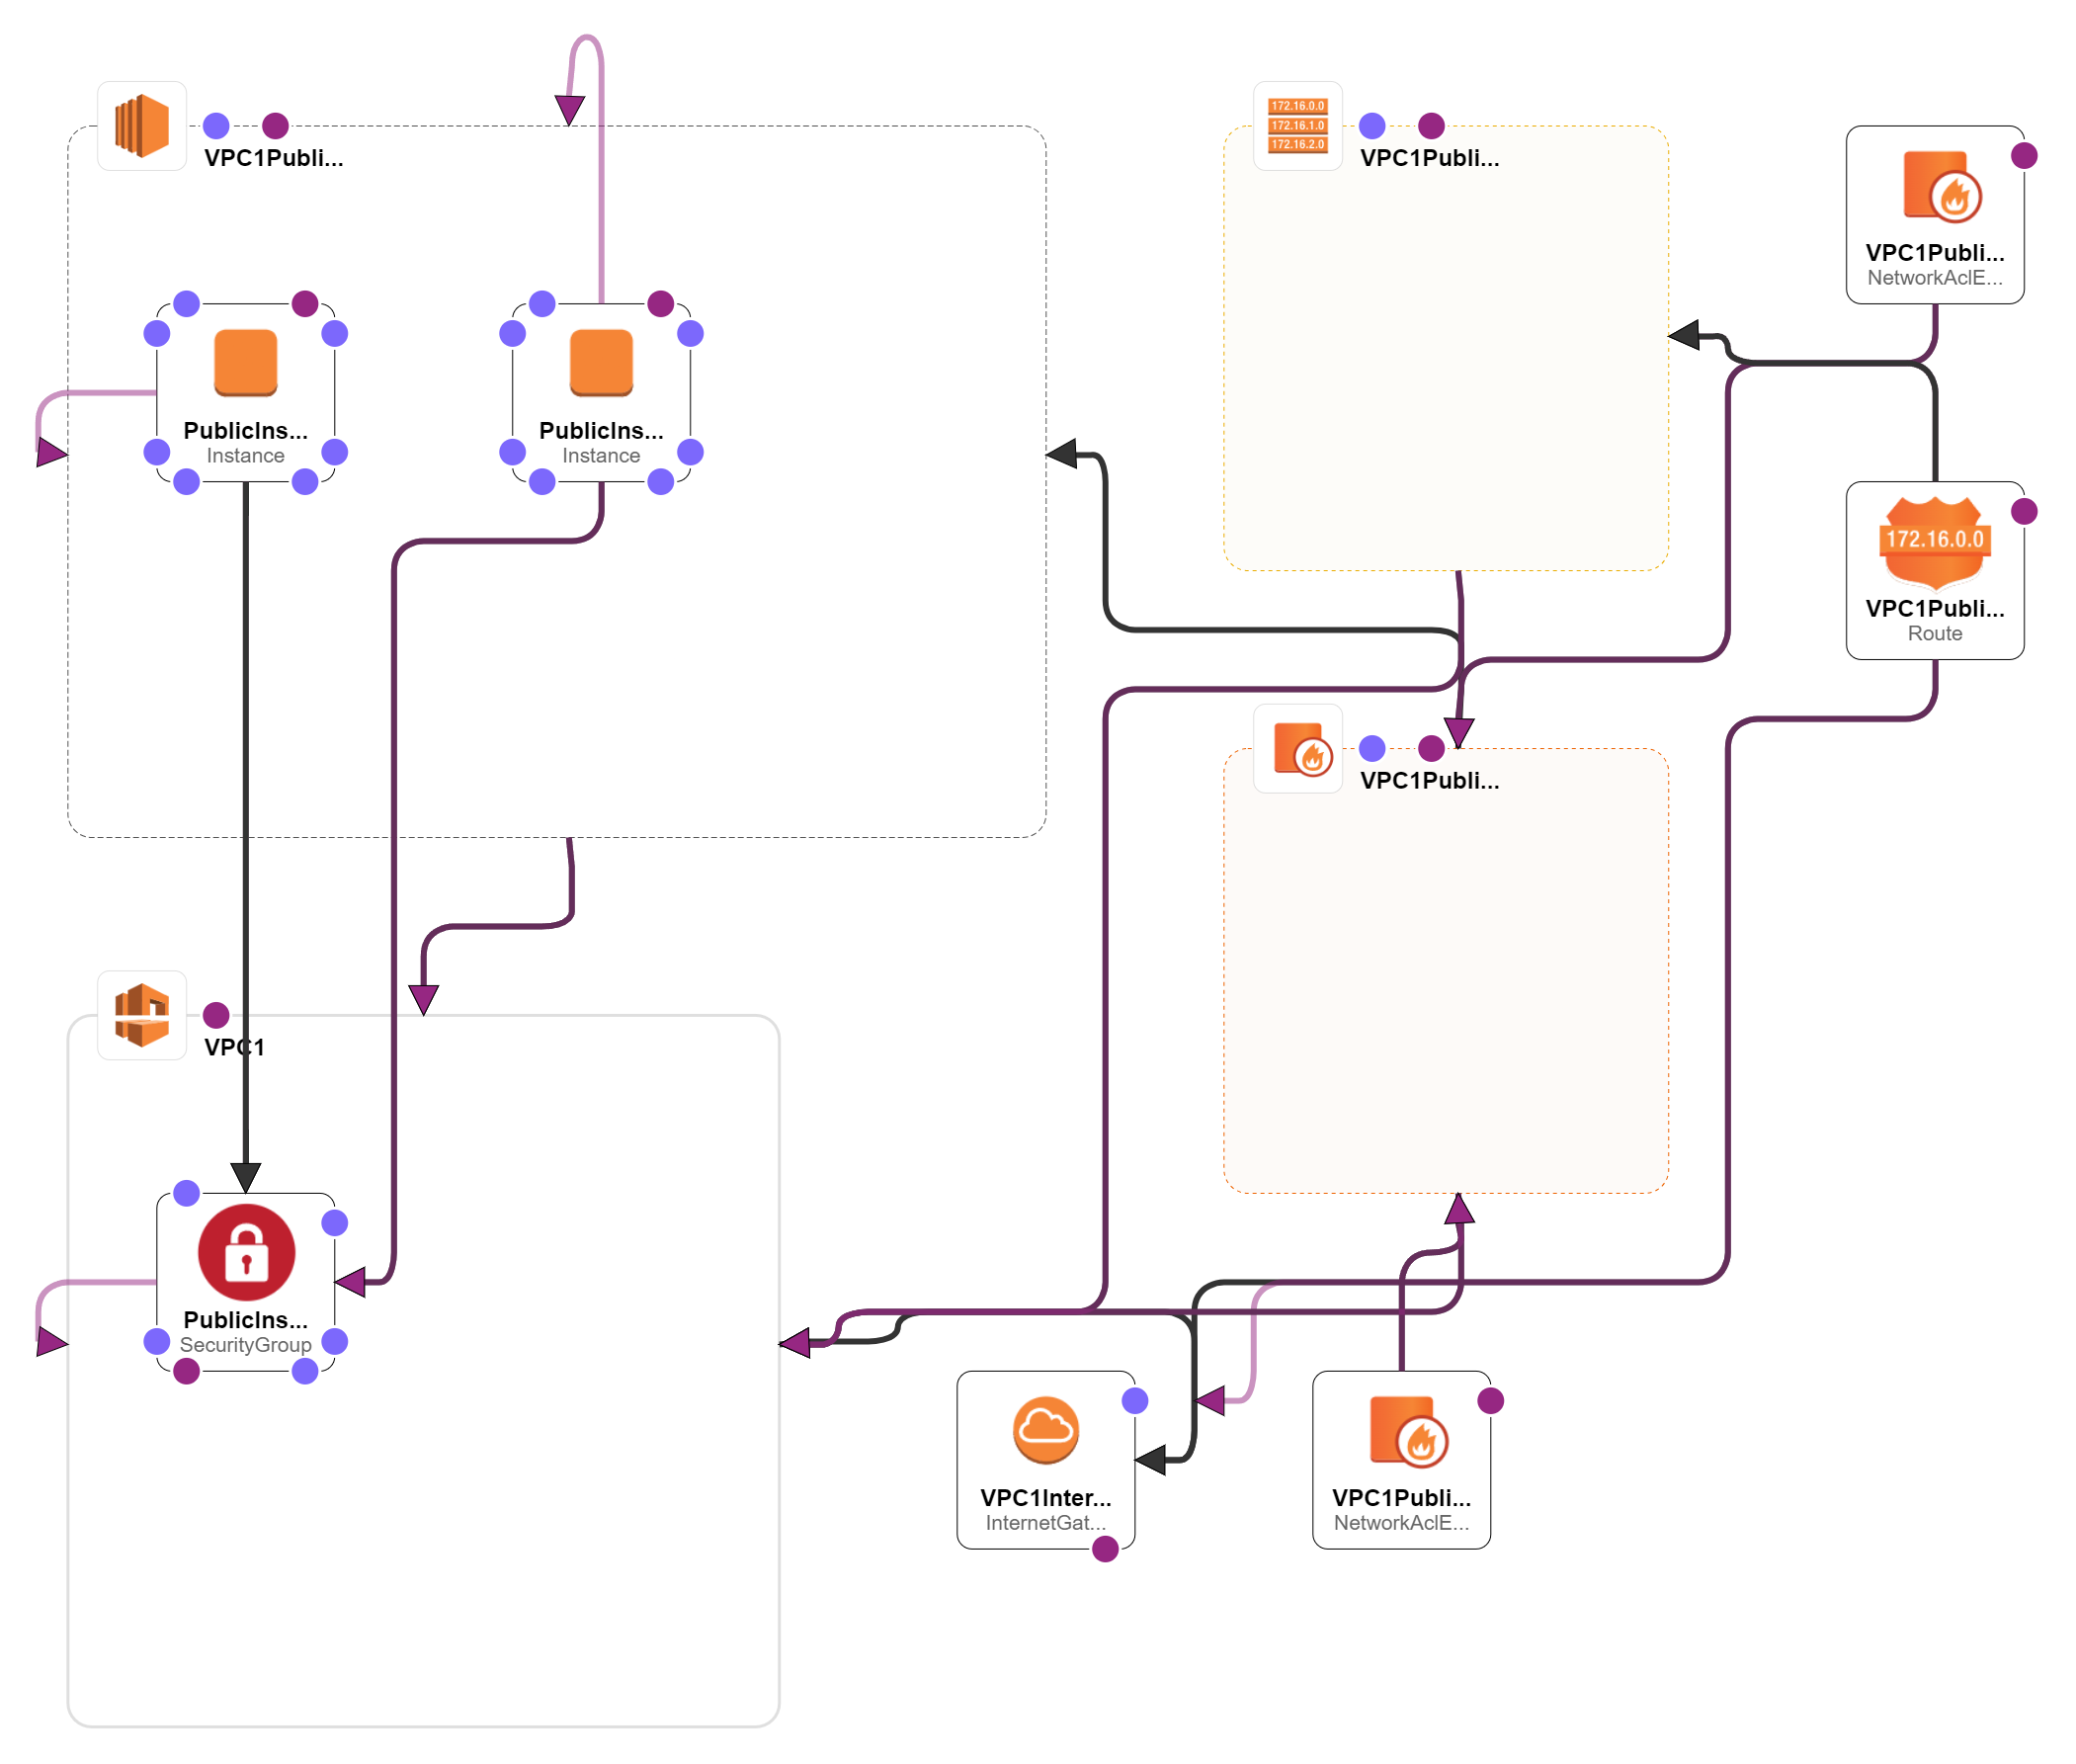 VPC1Publi...
PublicIns...
Instance
PublicIns...
Instance
172.16.0.0
172.16.1.0
172.16.2.0
VPC1Publi...
VPC1Publi...
NetworkAclE...
172.16.0.0
VPC1Publi...
Route
VPC1Publi...
VPC1
PublicIns...
SecurityGroup
VPC1Inter...
InternetGat...
VPC1Publi...
NetworkAclE...